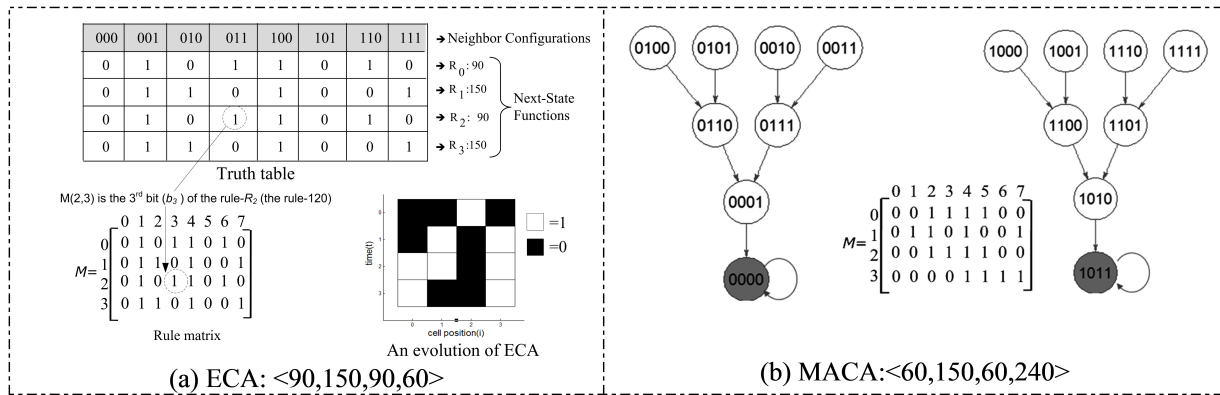 000 001 010 011 100 101 110 111 ➔ Neighbor Configurations
0 1 0 1 1 0 1 0 ➔ R0: 90
0 1 1 0 1 0 0 1 ➔ R1:150
0 1 0 1 1 0 1 0 ➔ R2: 90
0 1 1 0 1 0 0 1 ➔ R3:150
Next-State
Functions
Truth table
M(2,3) is the 3rd bit (b3) of the rule-R2 (the rule-120)
0 1 2 3 4 5 6 7
0 0 1 0 1 1 0 1 0
1 0 1 1 0 1 0 0 1
M=
2 0 1 0 1 1 0 1 0
3 0 1 1 0 1 0 0 1
Rule matrix
=1
=0
time(t)
0
1
2
3
0 1 2 3
cell position(i)
An evolution of ECA
(a) ECA: <90,150,90,60>
0100 0101 0010 0011
0110 0111
0001
0000
1000 1001 1110 1111
1100 1101
1010
1011
0 1 2 3 4 5 6 7
0 0 0 1 1 1 1 0 0
1 0 1 1 0 1 0 0 1
M=
2 0 0 1 1 1 1 0 0
3 0 0 0 0 1 1 1 1
(b) MACA:<60,150,60,240>